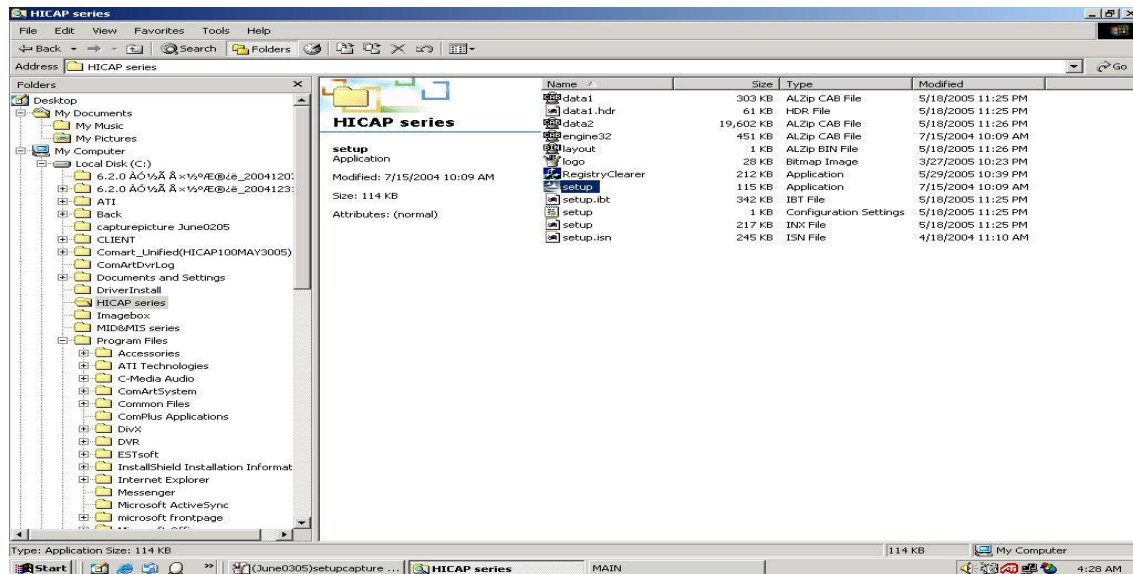 HICAP series
File Edit View Favorites Tools Help
Back Search Folders
Address HICAP series Go
Folders
Desktop
My Documents
My Music
My Pictures
My Computer
Local Disk (C:)
ATI
Back
capturepicture June0205
CLIENT
Comart_Unified(HICAP100MAY3005)
ComArtDvrLog
Documents and Settings
DriverInstall
HICAP series
Imagebox
MID&MIS series
Program Files
Accessories
ATI Technologies
C-Media Audio
ComArtSystem
Common Files
ComPlus Applications
DivX
DVR
ESTsoft
InstallShield Installation Informat
Internet Explorer
Messenger
Microsoft ActiveSync
microsoft frontpage
HICAP series
setup
Application
Modified: 7/15/2004 10:09 AM
Size: 114 KB
Attributes: (normal)
Name Size Type Modified
data1 303 KB ALZip CAB File 5/18/2005 11:25 PM
data1.hdr 61 KB HDR File 5/18/2005 11:25 PM
data2 19,602 KB ALZip CAB File 5/18/2005 11:26 PM
engine32 451 KB ALZip CAB File 7/15/2004 10:09 AM
layout 1 KB ALZip BIN File 5/18/2005 11:26 PM
logo 28 KB Bitmap Image 3/27/2005 10:23 PM
RegistryClearer 212 KB Application 5/29/2005 10:39 PM
setup 115 KB Application 7/15/2004 10:09 AM
setup.ibt 342 KB IBT File 5/18/2005 11:25 PM
setup 1 KB Configuration Settings 5/18/2005 11:25 PM
setup 217 KB INX File 5/18/2005 11:25 PM
setup.isn 245 KB ISN File 4/18/2004 11:10 AM
Type: Application Size: 114 KB 114 KB My Computer
Start (June0305)setupcapture ... HICAP series MAIN 4:28 AM